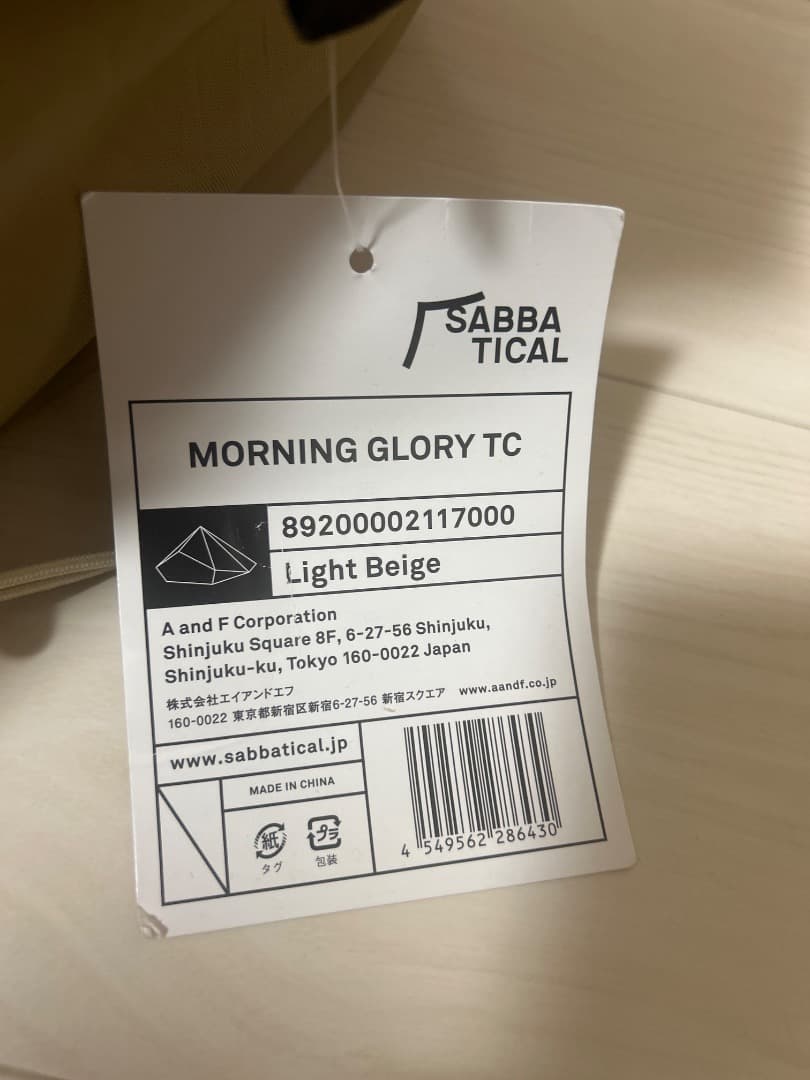 SABBA
TICAL
MORNING GLORY TC
89200002117000
Light Beige
A and F Corporation
Shinjuku Square 8F, 6-27-56 Shinjuku,
Shinjuku-ku, Tokyo 160-0022 Japan
株式会社エイアンドエフ
160-0022 東京都新宿区新宿6-27-56 新宿スクエア www.aandf.co.jp
www.sabbatical.jp
MADE IN CHINA
紙 プラ
タグ 包装
4 549562 286430